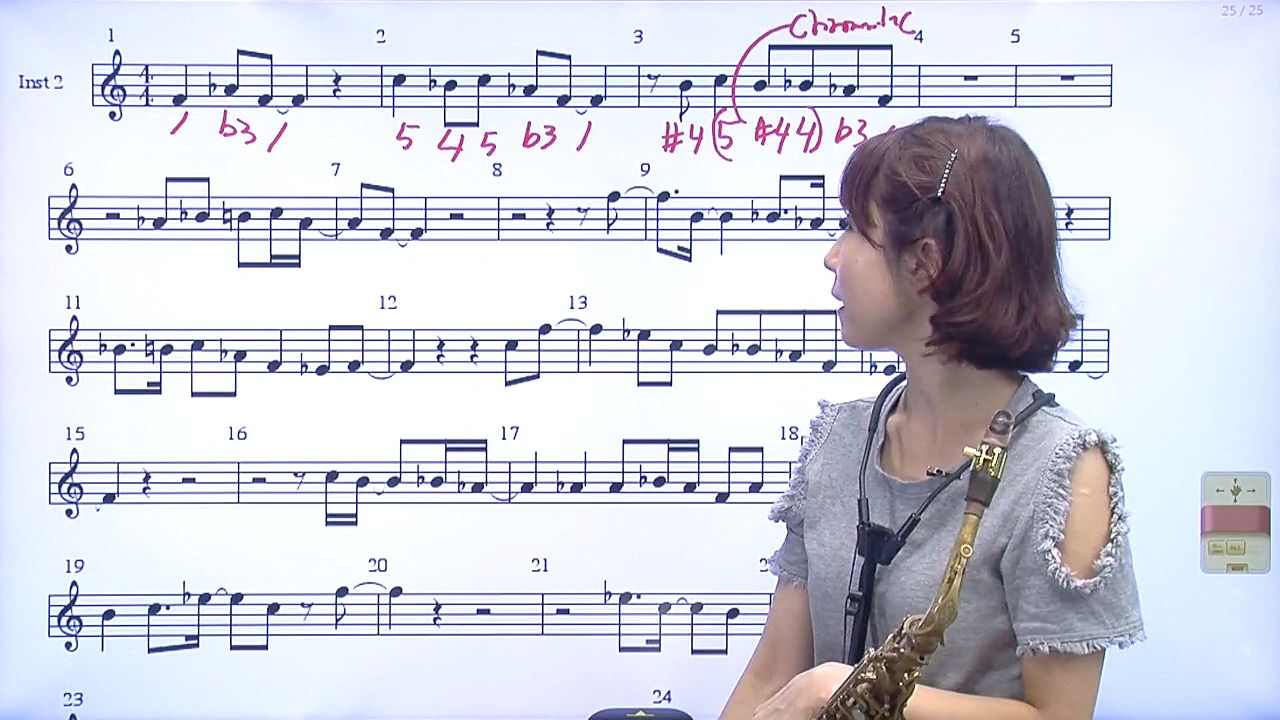 25 / 25
chromatic
1 2 3 4 5
Inst 2
1 b3 1 5 4 5 b3 1 #4 (5 #4 4) b3
6 7 8 9
11 12 13
15 16 17 18
19 20 21
23 24